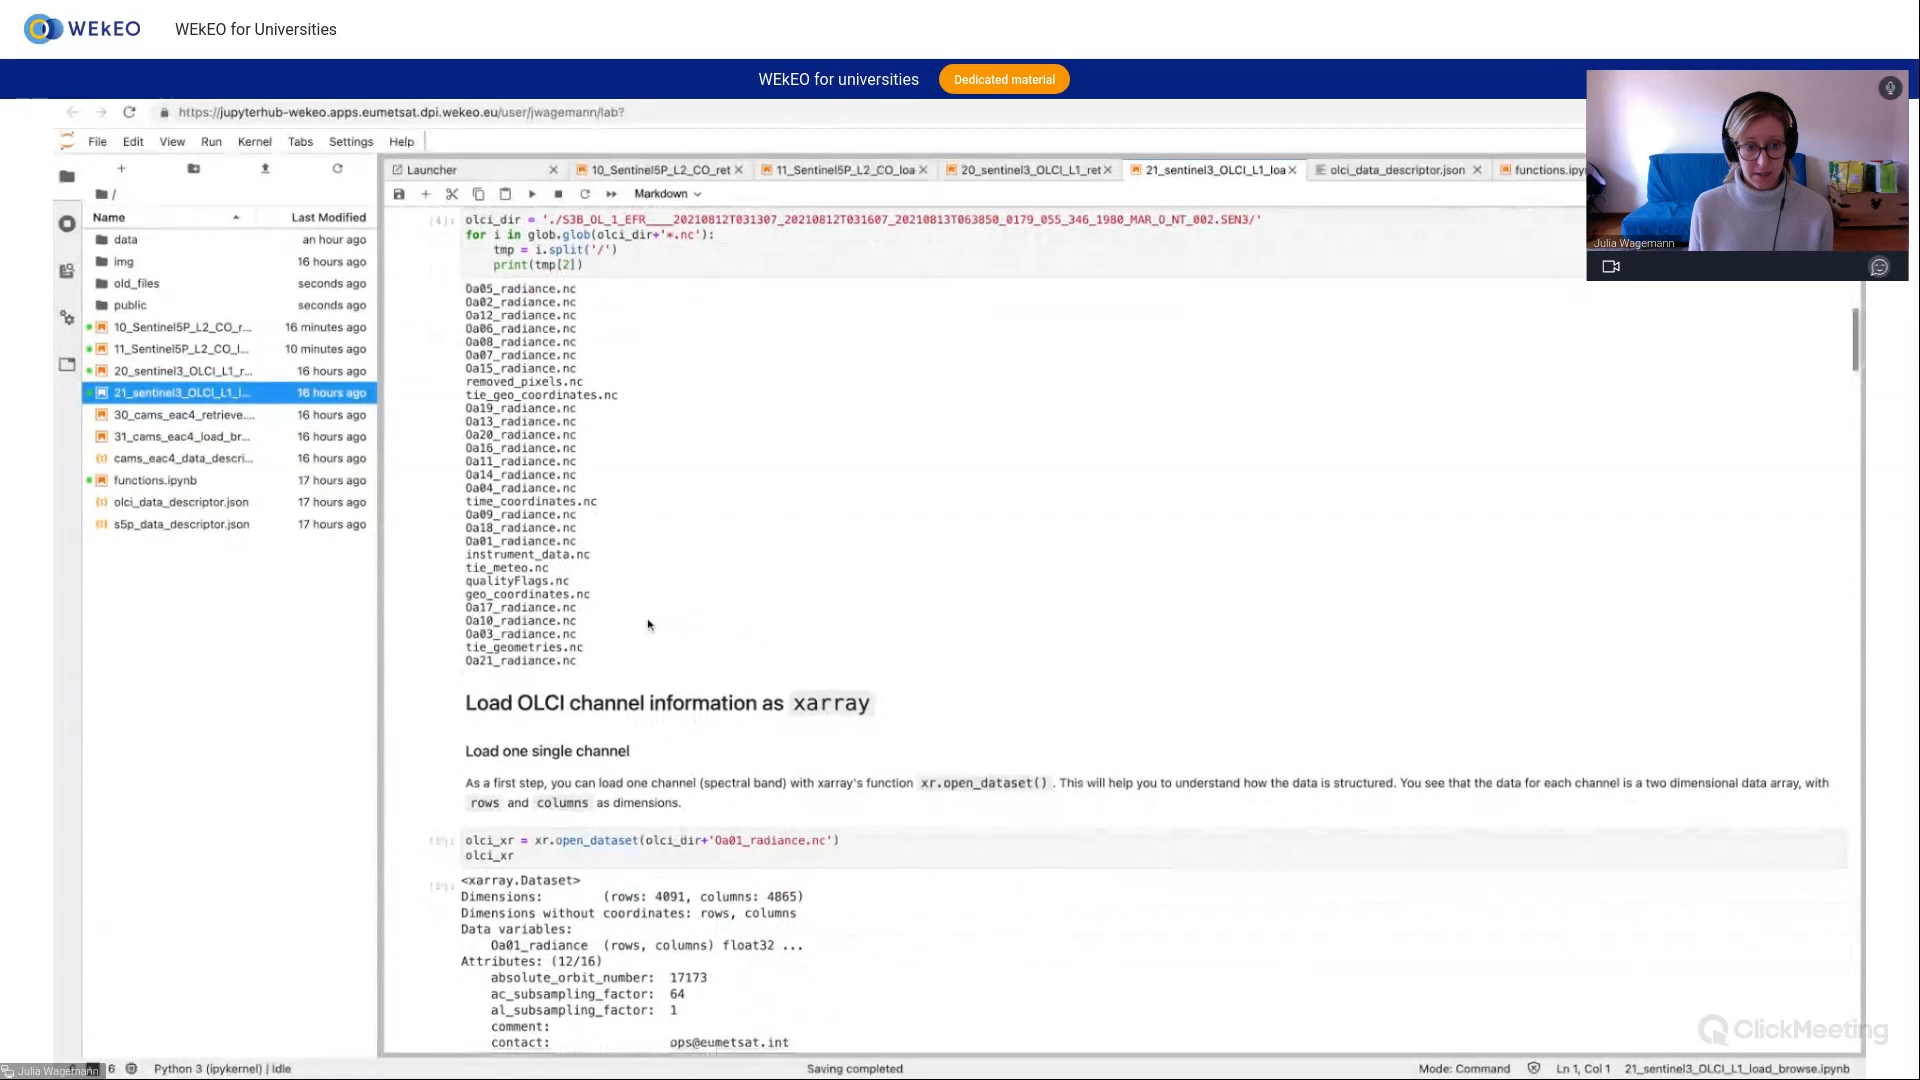 WEkEO
WEkEO for Universities
WEkEO for universities
Dedicated material
https://jupyterhub-wekeo.apps.eumetsat.dpi.wekeo.eu/user/jwagemann/lab?
File Edit View Run Kernel Tabs Settings Help
Launcher
10_Sentinel5P_L2_CO_ret
11_Sentinel5P_L2_CO_loa
20_sentinel3_OLCI_L1_ret
21_sentinel3_OLCI_L1_loa
olci_data_descriptor.json
functions.ipyn
Markdown
/
Name Last Modified
data an hour ago
img 16 hours ago
old_files seconds ago
public seconds ago
10_Sentinel5P_L2_CO_r... 16 minutes ago
11_Sentinel5P_L2_CO_l... 10 minutes ago
20_sentinel3_OLCI_L1_r... 16 hours ago
21_sentinel3_OLCI_L1_l... 16 hours ago
30_cams_eac4_retrieve.... 16 hours ago
31_cams_eac4_load_br... 16 hours ago
cams_eac4_data_descri... 16 hours ago
functions.ipynb 17 hours ago
olci_data_descriptor.json 17 hours ago
s5p_data_descriptor.json 17 hours ago
[4]: olci_dir = './S3B_OL_1_EFR____20210812T031307_20210812T031607_20210813T063850_0179_055_346_1980_MAR_O_NT_002.SEN3/'
for i in glob.glob(olci_dir+'*.nc'):
tmp = i.split('/')
print(tmp[2])
Oa05_radiance.nc
Oa02_radiance.nc
Oa12_radiance.nc
Oa06_radiance.nc
Oa08_radiance.nc
Oa07_radiance.nc
Oa15_radiance.nc
removed_pixels.nc
tie_geo_coordinates.nc
Oa19_radiance.nc
Oa13_radiance.nc
Oa20_radiance.nc
Oa16_radiance.nc
Oa11_radiance.nc
Oa14_radiance.nc
Oa04_radiance.nc
time_coordinates.nc
Oa09_radiance.nc
Oa18_radiance.nc
Oa01_radiance.nc
instrument_data.nc
tie_meteo.nc
qualityFlags.nc
geo_coordinates.nc
Oa17_radiance.nc
Oa10_radiance.nc
Oa03_radiance.nc
tie_geometries.nc
Oa21_radiance.nc
Load OLCI channel information as xarray
Load one single channel
As a first step, you can load one channel (spectral band) with xarray's function xr.open_dataset() . This will help you to understand how the data is structured. You see that the data for each channel is a two dimensional data array, with
rows and columns as dimensions.
[5]: olci_xr = xr.open_dataset(olci_dir+'Oa01_radiance.nc')
olci_xr
[5]: <xarray.Dataset>
Dimensions: (rows: 4091, columns: 4865)
Dimensions without coordinates: rows, columns
Data variables:
Oa01_radiance (rows, columns) float32 ...
Attributes: (12/16)
absolute_orbit_number: 17173
ac_subsampling_factor: 64
al_subsampling_factor: 1
comment:
contact: ops@eumetsat.int
Julia Wagemann
ClickMeeting
Julia Wagemann
6 Python 3 (ipykernel) | Idle
Saving completed
Mode: Command
Ln 1, Col 1
21_sentinel3_OLCI_L1_load_browse.ipynb